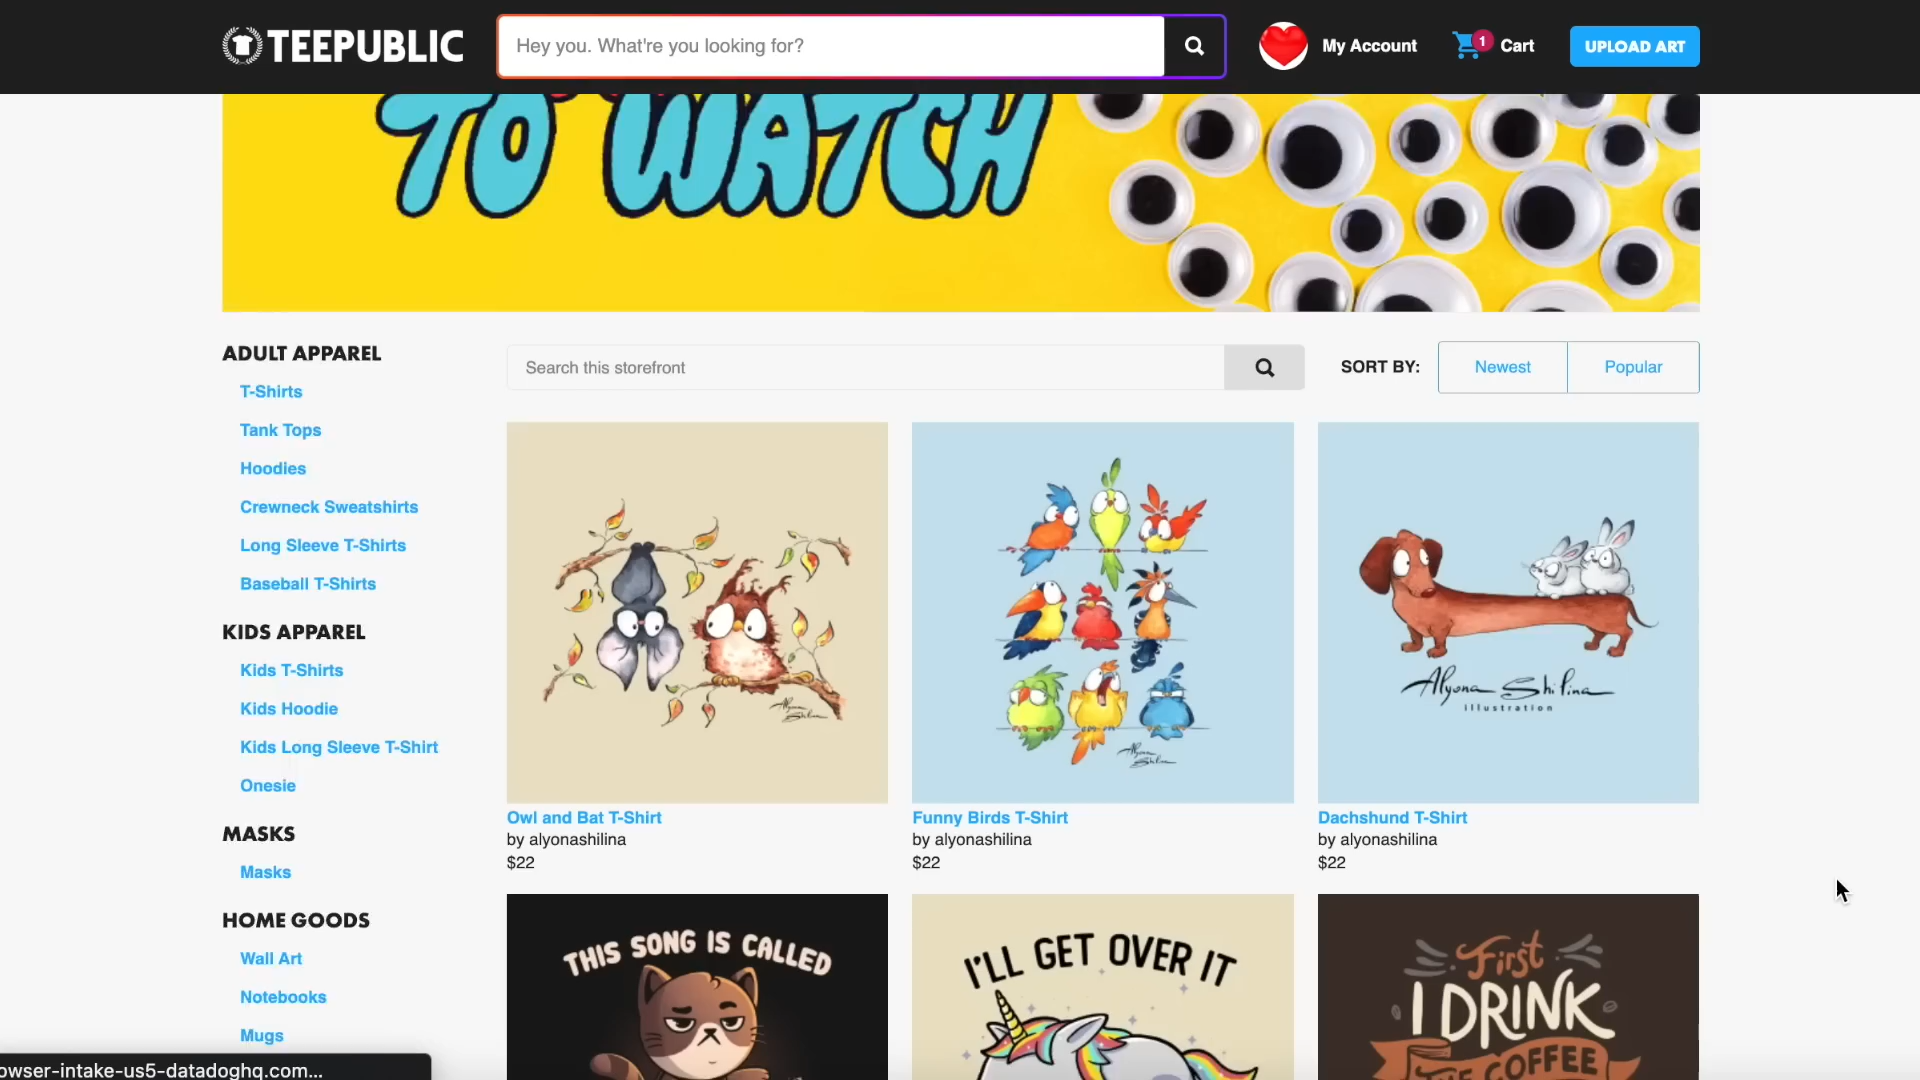 TEEPUBLIC
Hey you. What're you looking for?
My Account
1
Cart
UPLOAD ART
TO WATCH
ADULT APPAREL
T-Shirts
Tank Tops
Hoodies
Crewneck Sweatshirts
Long Sleeve T-Shirts
Baseball T-Shirts
KIDS APPAREL
Kids T-Shirts
Kids Hoodie
Kids Long Sleeve T-Shirt
Onesie
MASKS
Masks
HOME GOODS
Wall Art
Notebooks
Mugs
Search this storefront
SORT BY:
Newest
Popular
Alyona Shilina
illustration
Owl and Bat T-Shirt
by alyonashilina
$22
Funny Birds T-Shirt
by alyonashilina
$22
Dachshund T-Shirt
by alyonashilina
$22
THIS SONG IS CALLED
I'LL GET OVER IT
First
I DRINK
THE COFFEE
owser-intake-us5-datadoghq.com...